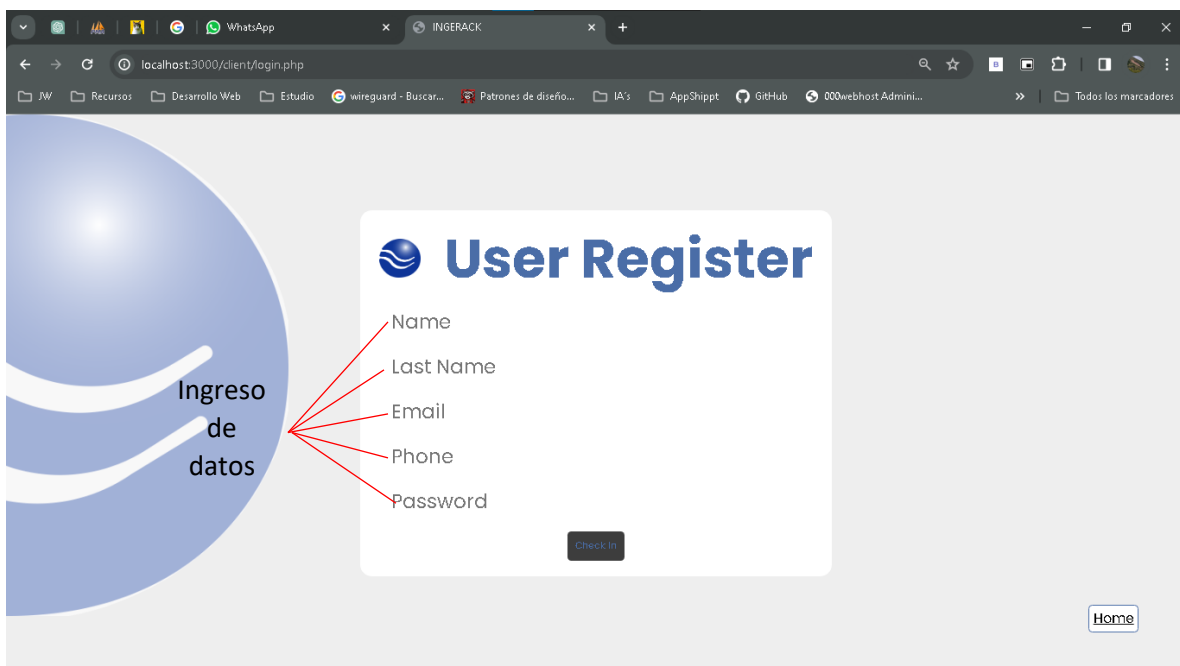 WhatsApp
INGERACK
localhost:3000/client/login.php
JW Recursos Desarrollo Web Estudio wireguard - Buscar... Patrones de diseño... IA's AppShippt GitHub 000webhost Admini... » Todos los marcadores
User Register
Name
Last Name
Email
Phone
Password
Ingreso
de
datos
Check In
Home